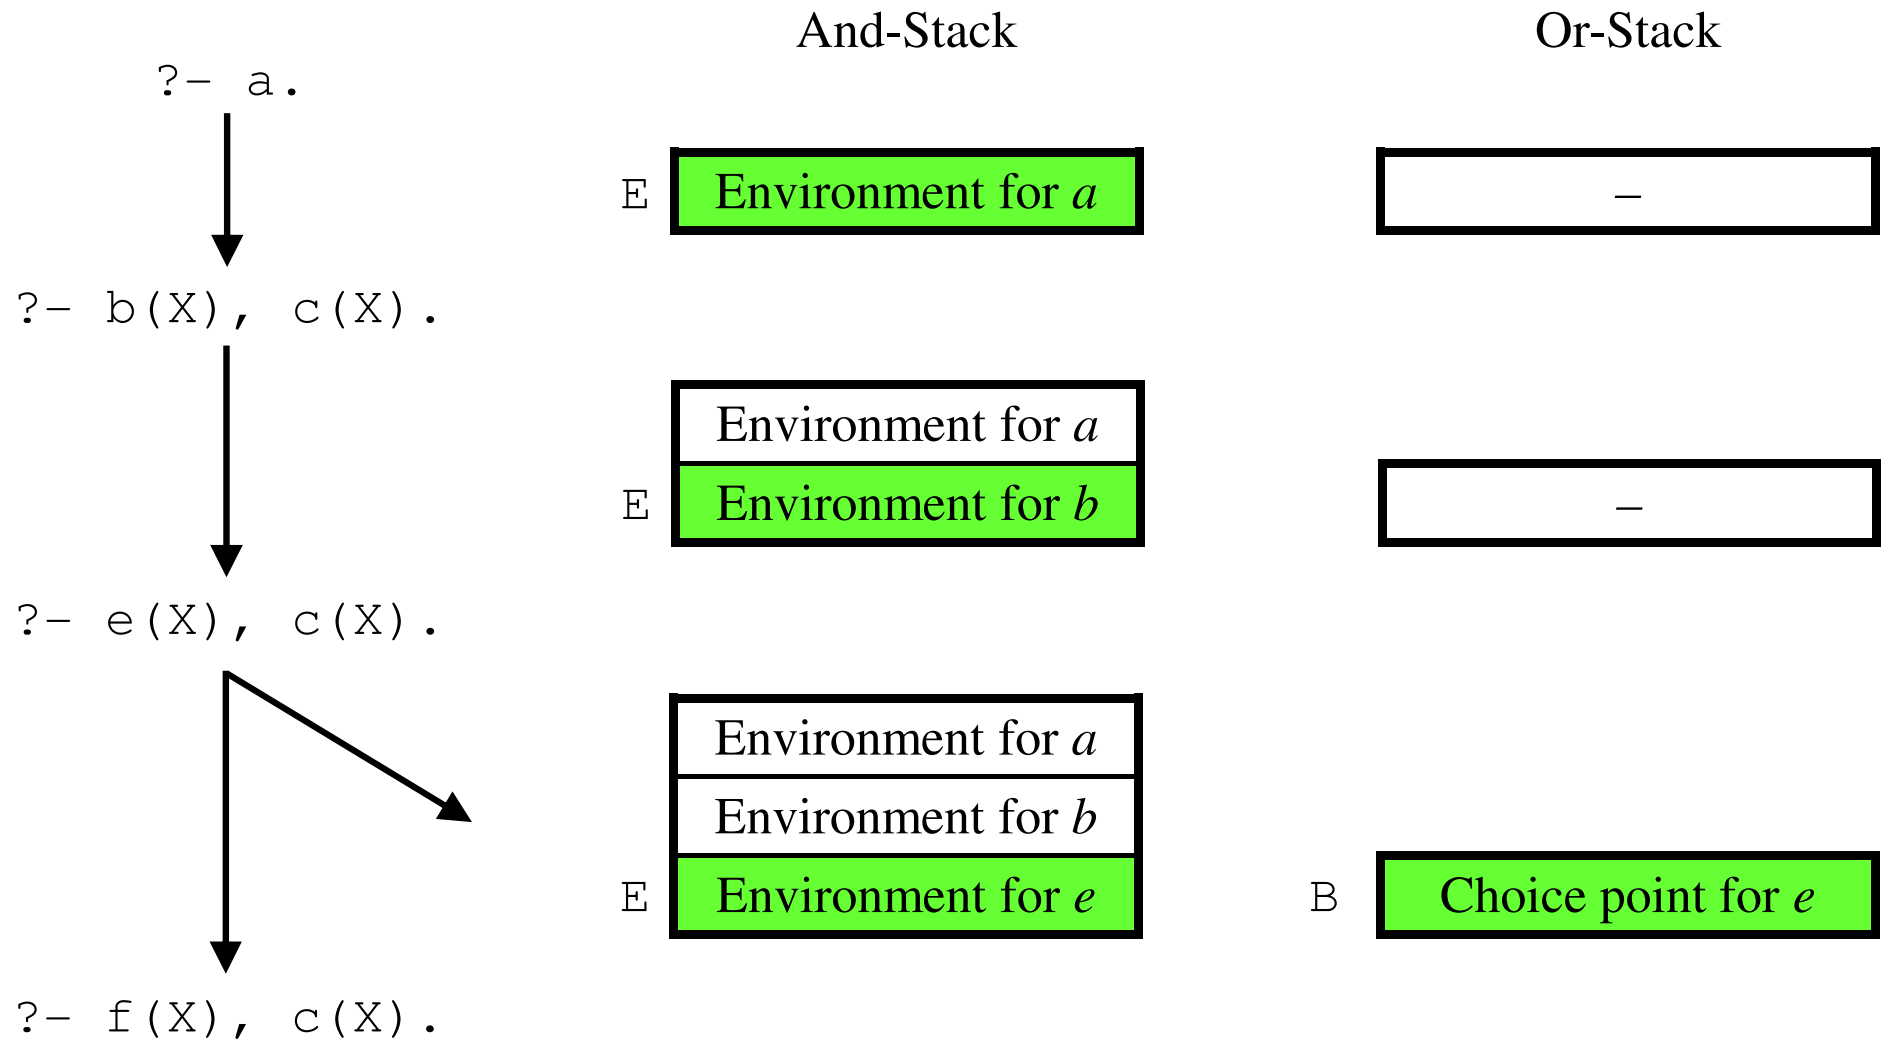 And-Stack Or-Stack
?- a.
E Environment for a –
?- b(X), c(X).
Environment for a
E Environment for b –
?- e(X), c(X).
Environment for a
Environment for b
E Environment for e B Choice point for e
?- f(X), c(X).